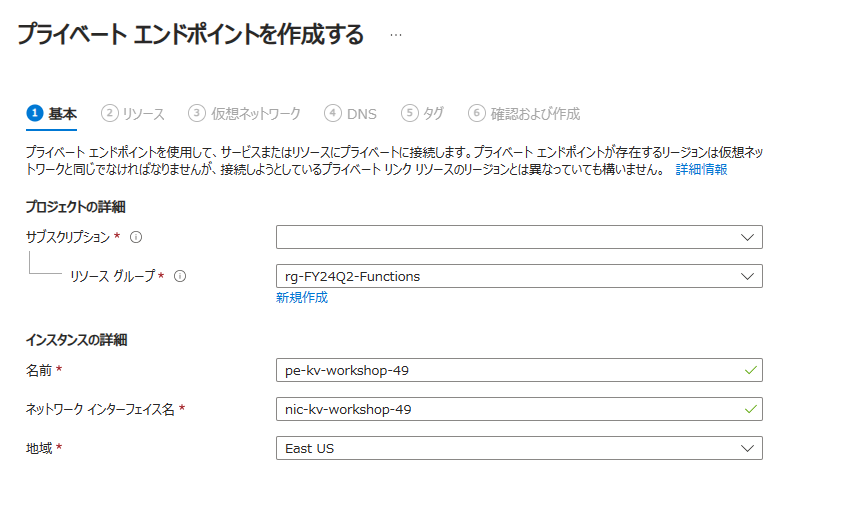 プライベート エンドポイントを作成する …
1 基本 2 リソース 3 仮想ネットワーク 4 DNS 5 タグ 6 確認および作成
プライベート エンドポイントを使用して、サービスまたはリソースにプライベートに接続します。プライベート エンドポイントが存在するリージョンは仮想ネッ
トワークと同じでなければなりませんが、接続しようとしているプライベート リンク リソースのリージョンとは異なっていても構いません。 詳細情報
プロジェクトの詳細
サブスクリプション *
リソース グループ * rg-FY24Q2-Functions
新規作成
インスタンスの詳細
名前 * pe-kv-workshop-49
ネットワーク インターフェイス名 * nic-kv-workshop-49
地域 * East US